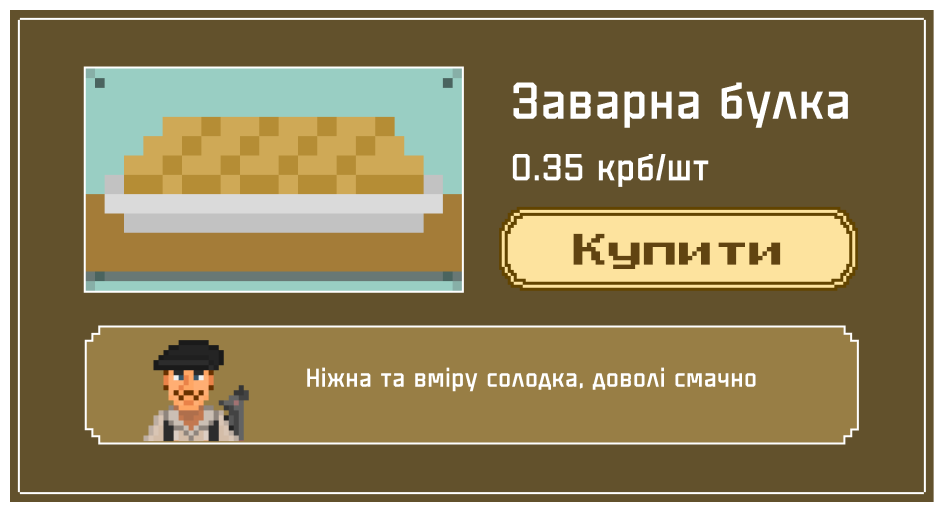 Заварна булка
0.35 крб/шт
Купити
Ніжна та вміру солодка, доволі смачно